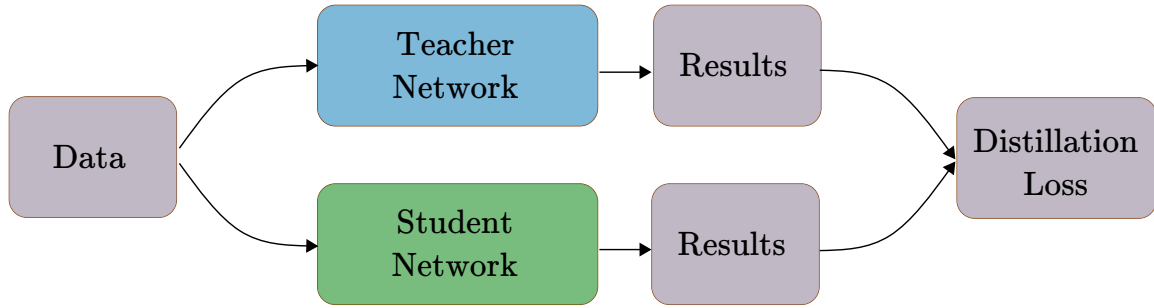 Teacher
Network
Results
Data
Distillation
Loss
Student
Network
Results